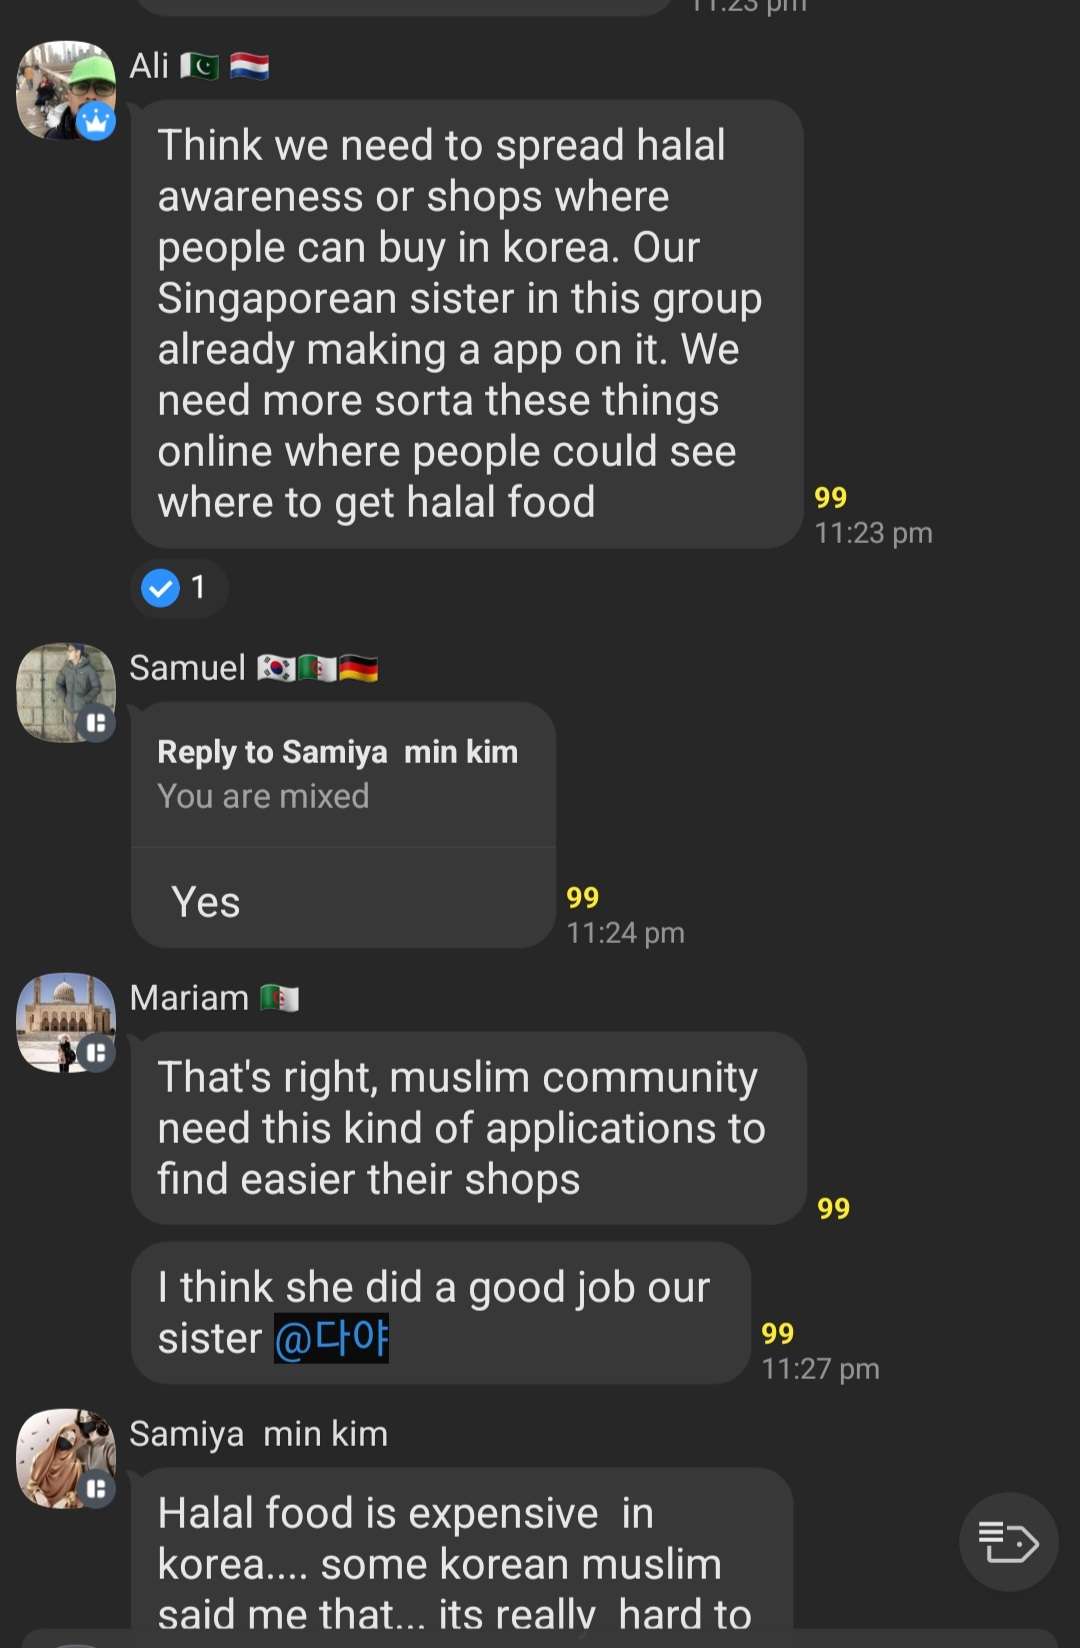 11:23 pm
Ali 🇵🇰 🇳🇱
Think we need to spread halal
awareness or shops where
people can buy in korea. Our
Singaporean sister in this group
already making a app on it. We
need more sorta these things
online where people could see
where to get halal food
99
11:23 pm
1
Samuel 🇰🇷🇩🇿🇩🇪
Reply to Samiya  min kim
You are mixed
Yes
99
11:24 pm
Mariam 🇩🇿
That's right, muslim community
need this kind of applications to
find easier their shops
99
I think she did a good job our
sister @다야
99
11:27 pm
Samiya  min kim
Halal food is expensive  in
korea.... some korean muslim
said me that... its really  hard to